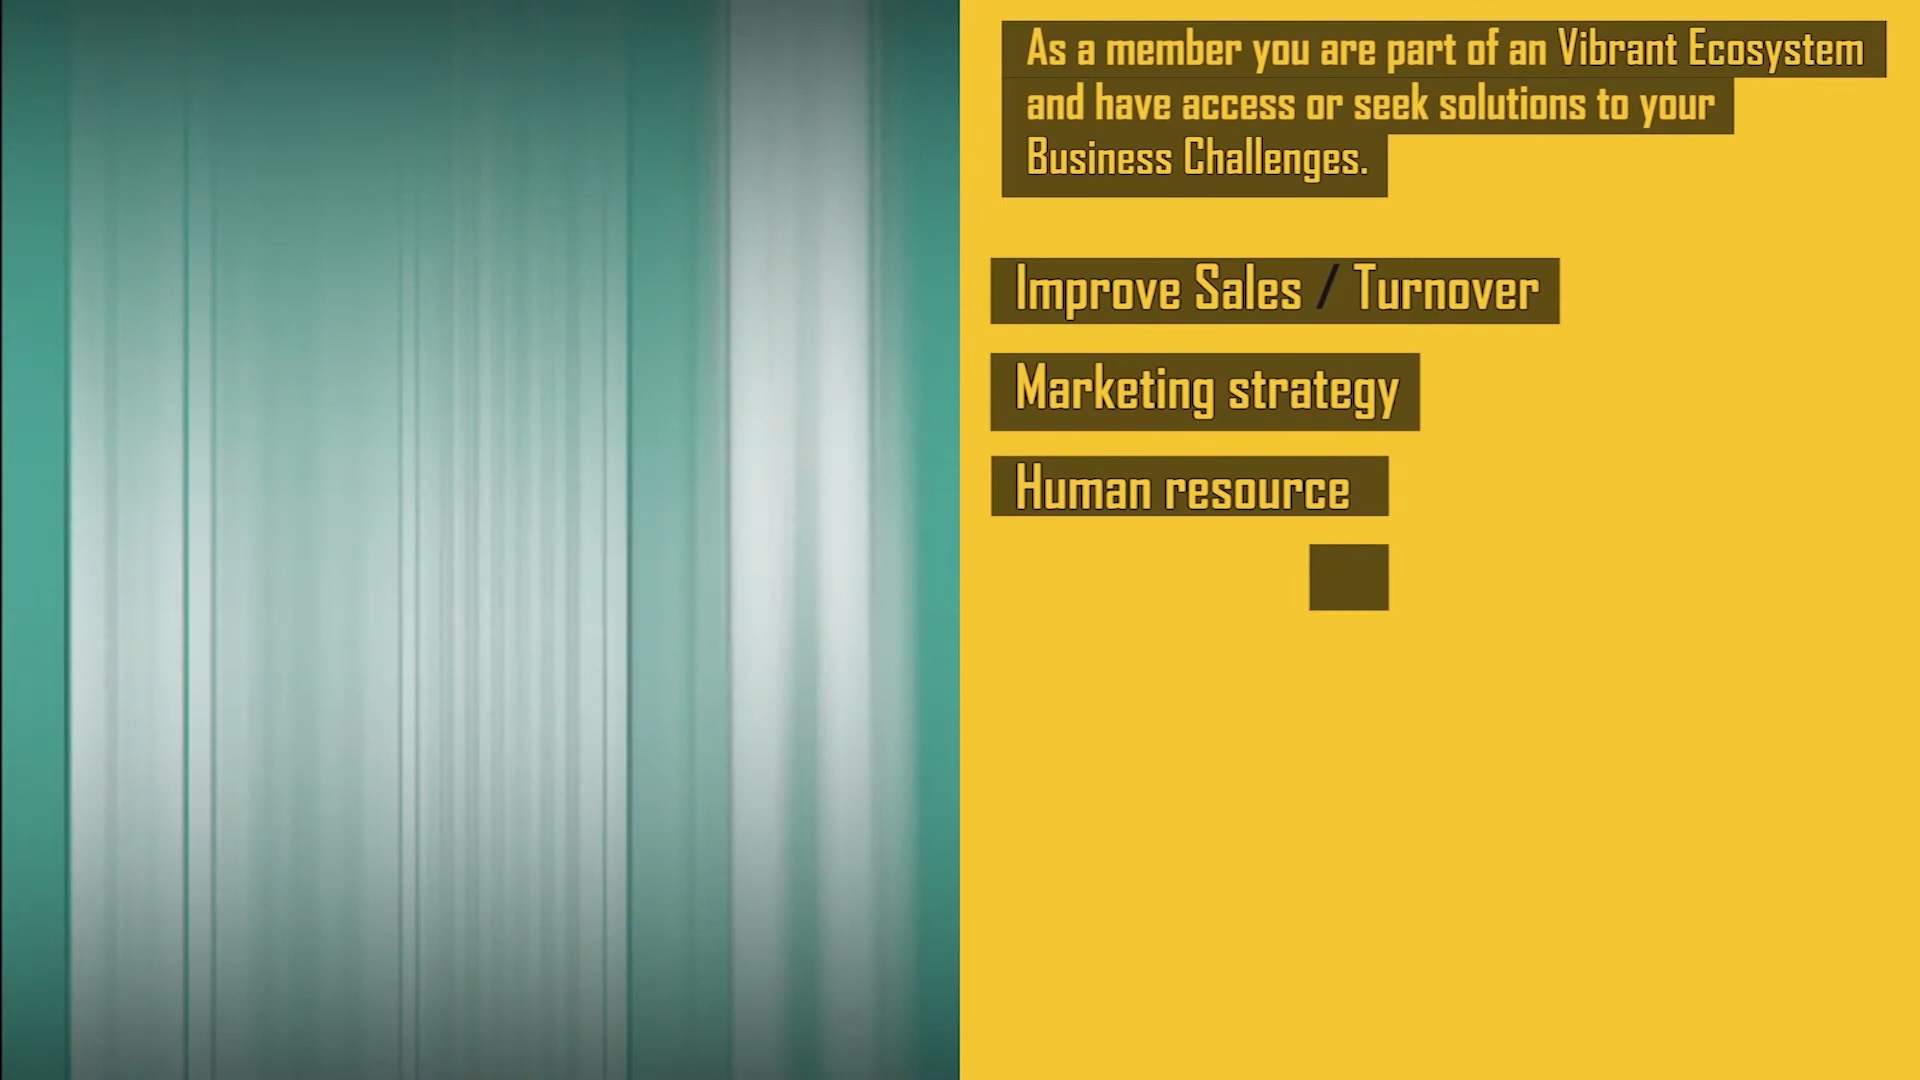 As a member you are part of an Vibrant Ecosystem
and have access or seek solutions to your
Business Challenges.
Improve Sales / Turnover
Marketing strategy
Human resource